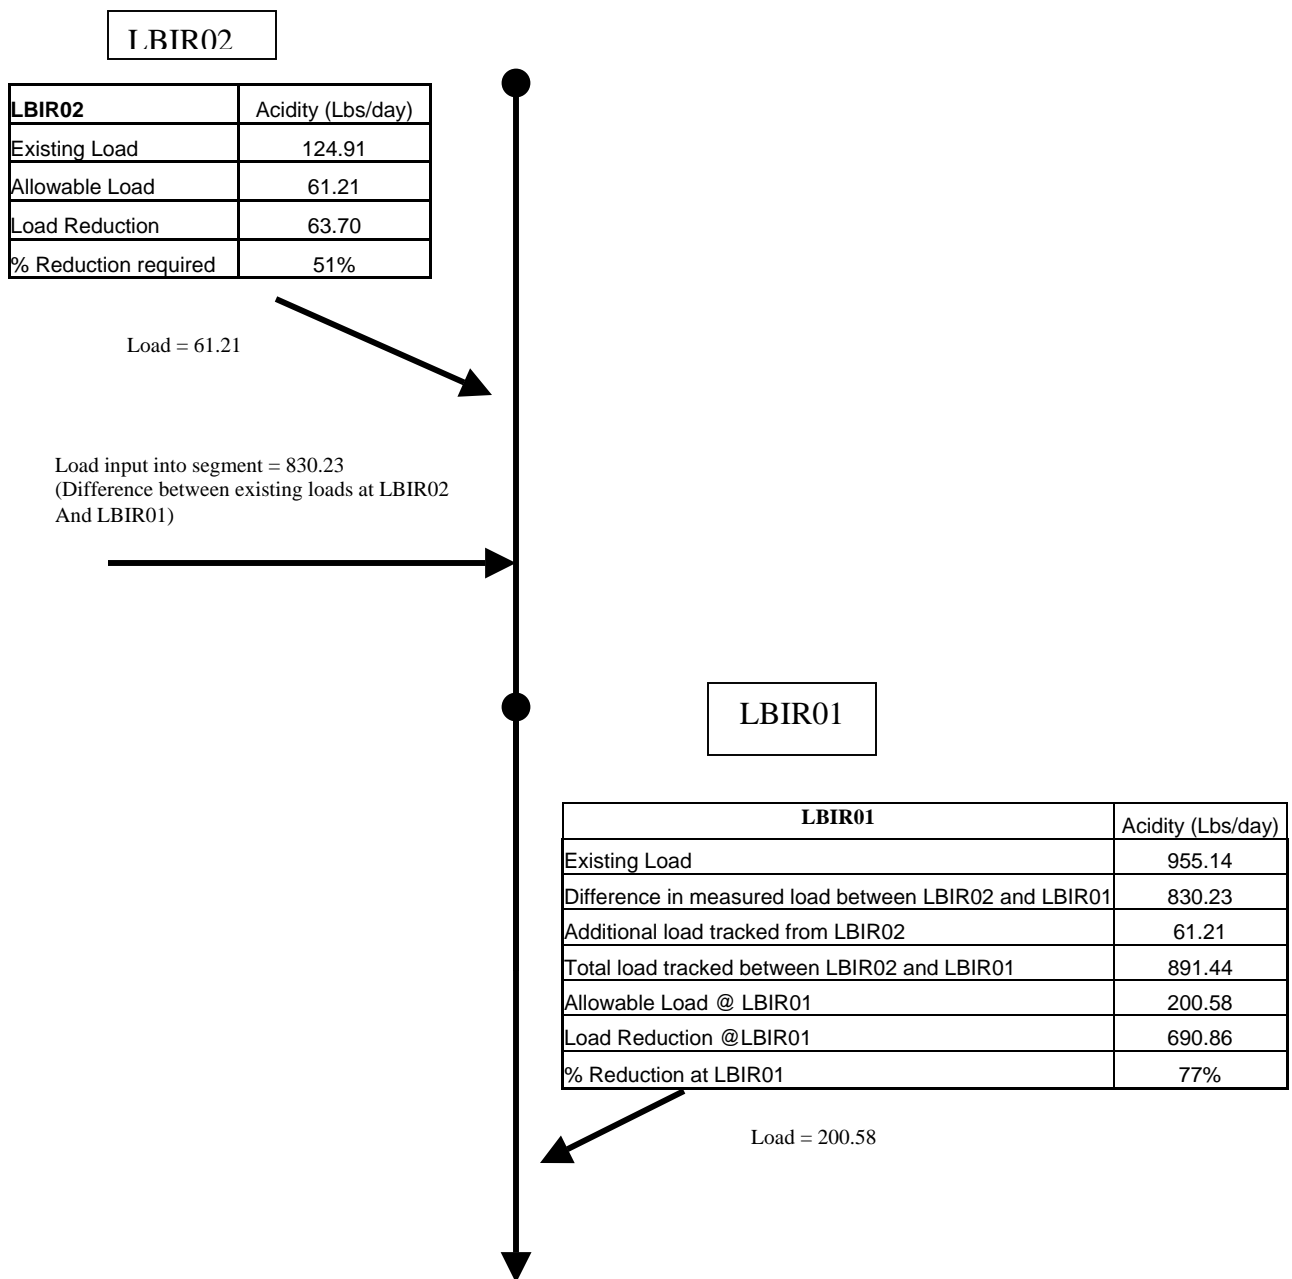 LBIR02
LBIR02 Acidity (Lbs/day)
Existing Load 124.91
Allowable Load 61.21
Load Reduction 63.70
% Reduction required 51%
Load = 61.21
Load input into segment = 830.23
(Difference between existing loads at LBIR02
And LBIR01)
LBIR01
LBIR01 Acidity (Lbs/day)
Existing Load 955.14
Difference in measured load between LBIR02 and LBIR01 830.23
Additional load tracked from LBIR02 61.21
Total load tracked between LBIR02 and LBIR01 891.44
Allowable Load @ LBIR01 200.58
Load Reduction @LBIR01 690.86
% Reduction at LBIR01 77%
Load = 200.58